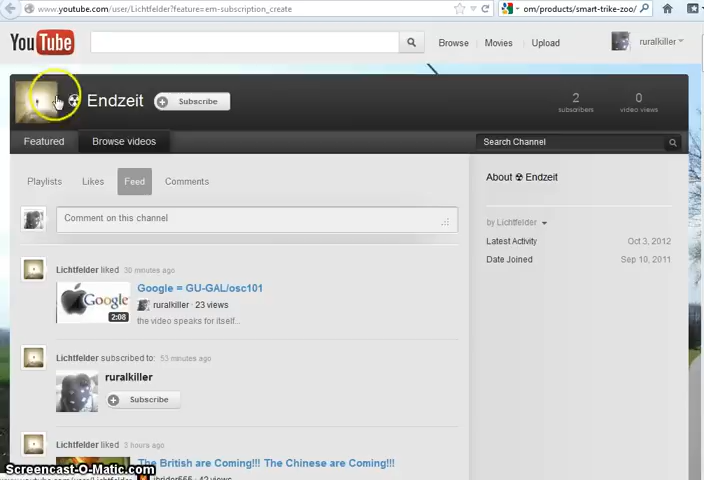 www.youtube.com/user/Lichtfelder?feature=em-subscription_create
om/products/smart-trike-zoo/
YouTube
Browse Movies Upload ruralkiller
☢ Endzeit Subscribe
2 0
subscribers video views
Featured Browse videos Search Channel
Playlists Likes Feed Comments
About ☢ Endzeit
Comment on this channel
by Lichtfelder
Latest Activity Oct 3, 2012
Date Joined Sep 10, 2011
Lichtfelder liked 30 minutes ago
Google = GU-GAL/osc101
Google
ruralkiller · 23 views
2:08
the video speaks for itself...
Lichtfelder subscribed to: 53 minutes ago
ruralkiller
Subscribe
Lichtfelder liked 3 hours ago
The British are Coming!!! The Chinese are Coming!!!
Screencast-O-Matic.com
42 views